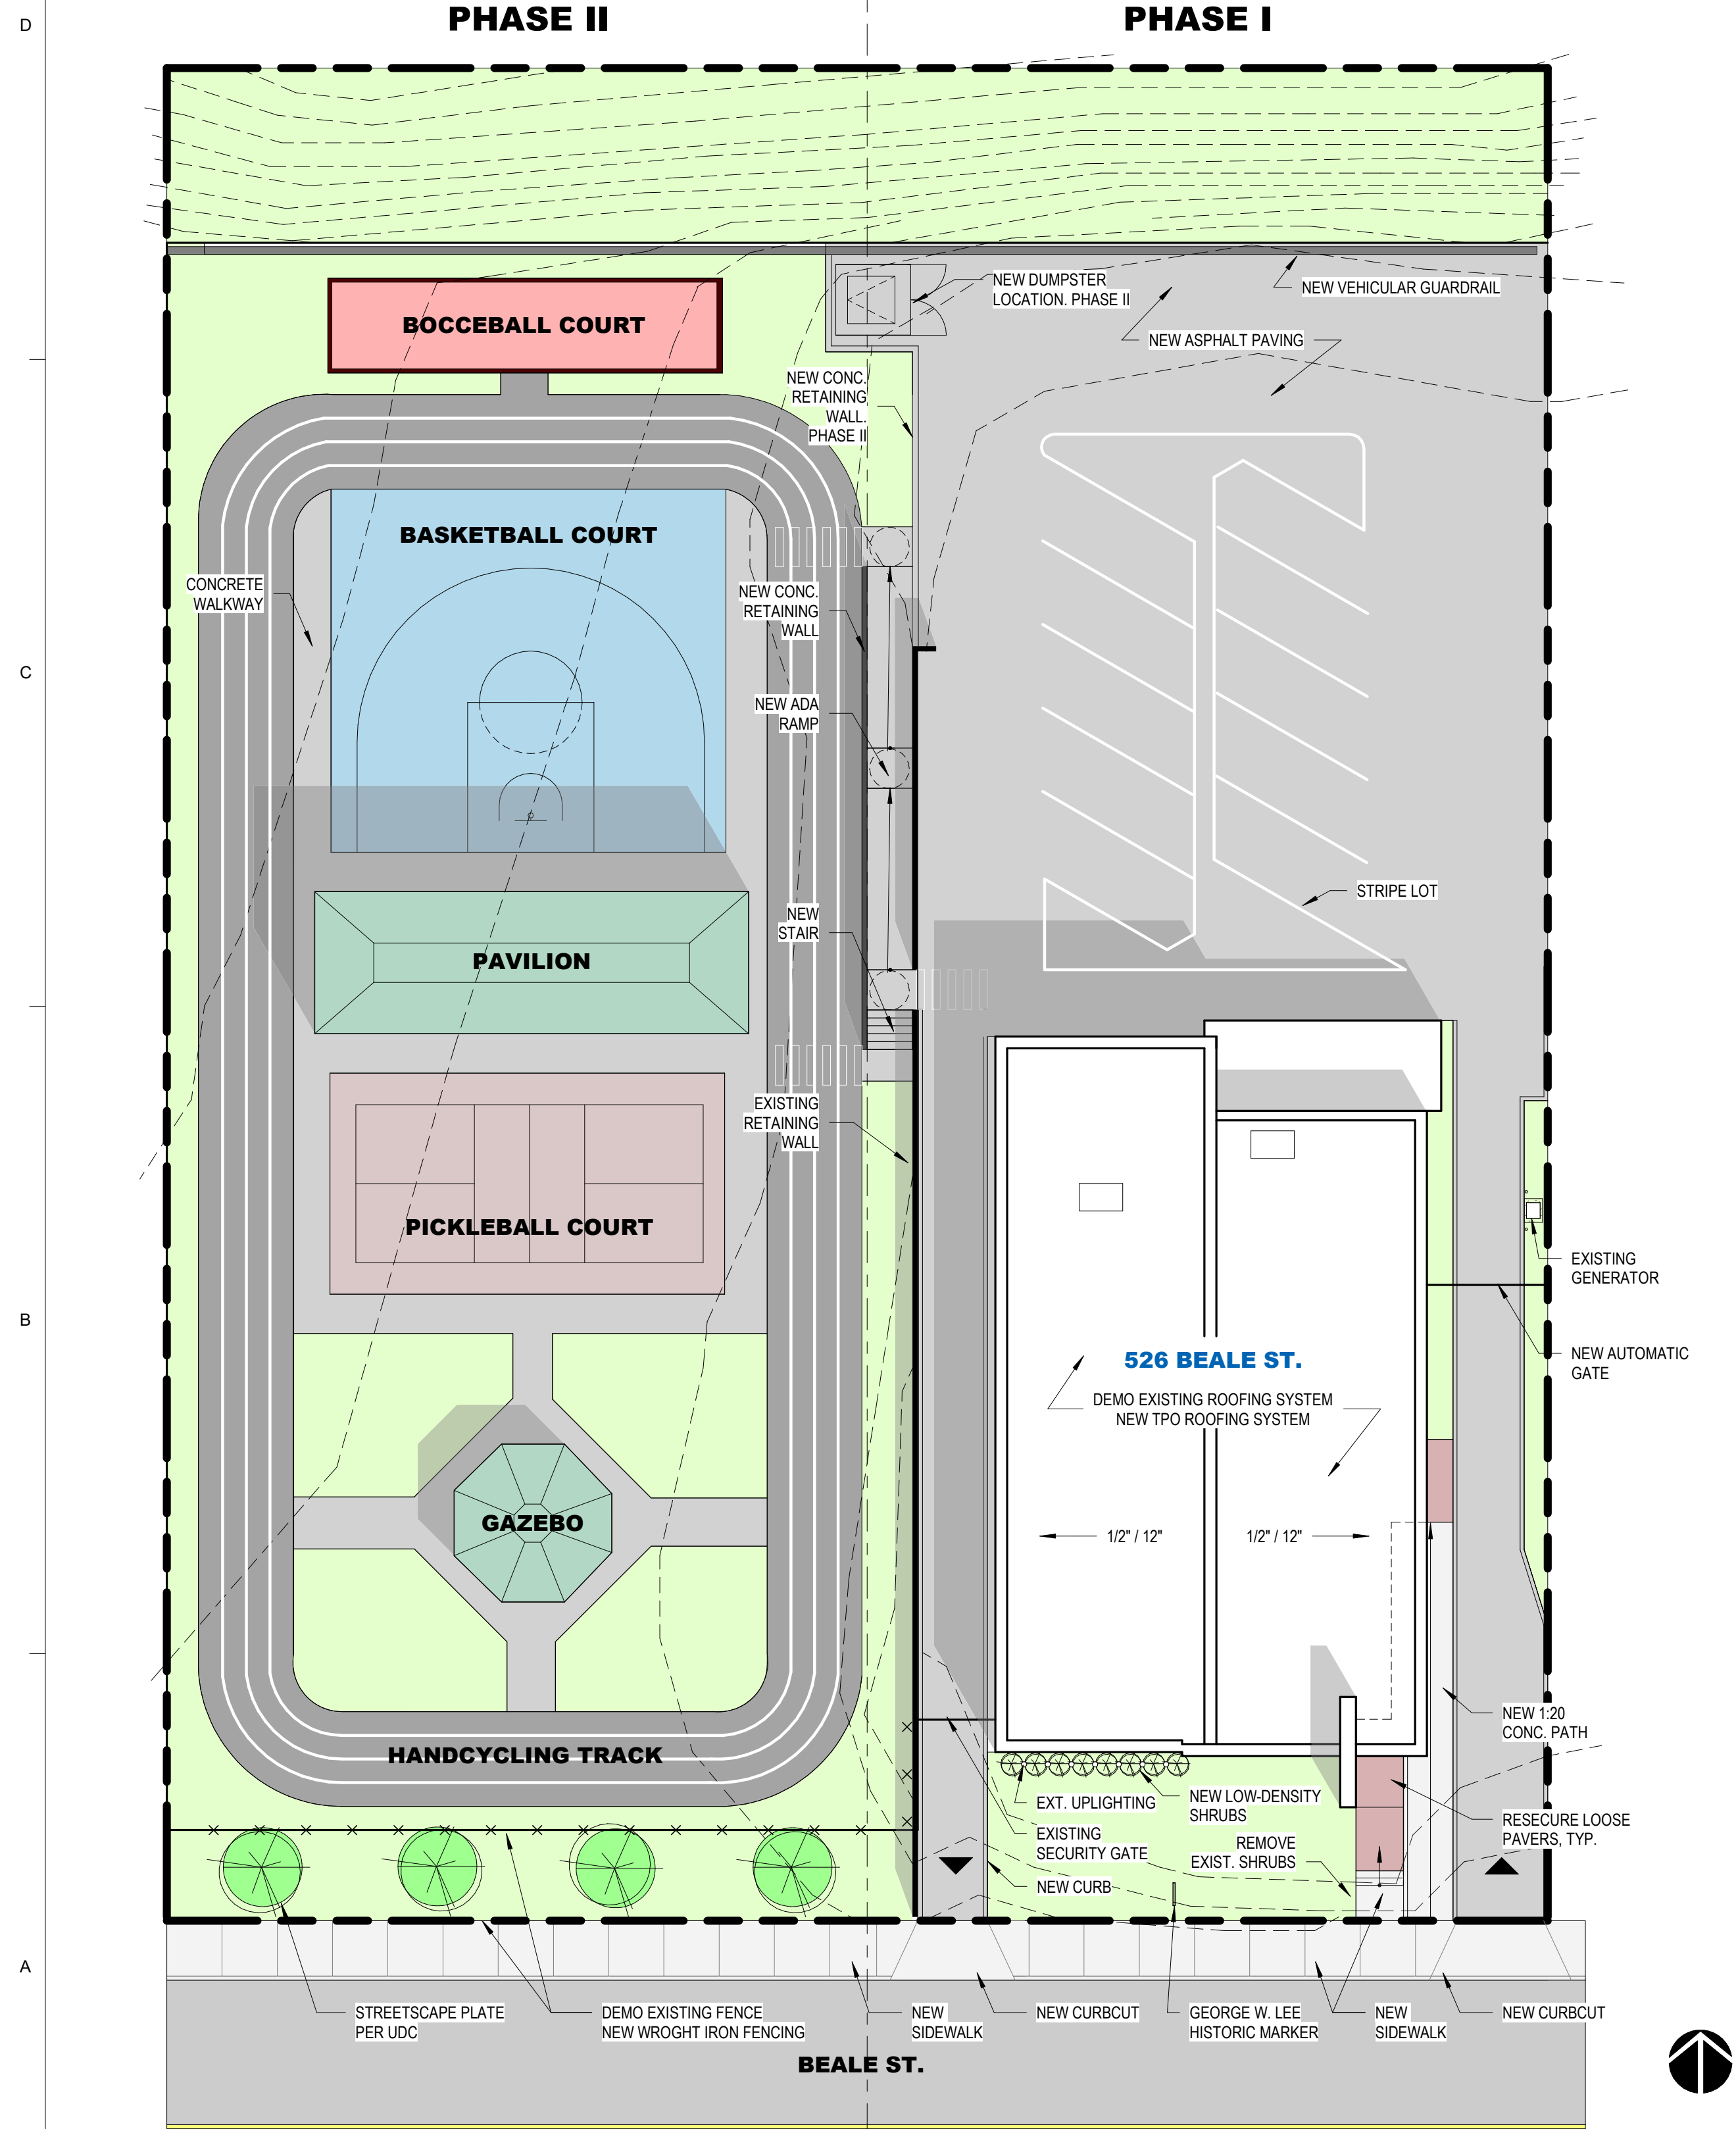 D
PHASE II
PHASE I
NEW DUMPSTER
LOCATION. PHASE II
NEW VEHICULAR GUARDRAIL
BOCCEBALL COURT
NEW ASPHALT PAVING
NEW CONC.
RETAINING
WALL.
PHASE II
BASKETBALL COURT
CONCRETE
WALKWAY
NEW CONC.
RETAINING
WALL
C
NEW ADA
RAMP
STRIPE LOT
NEW
STAIR
PAVILION
EXISTING
RETAINING
WALL
PICKLEBALL COURT
EXISTING
GENERATOR
B
NEW AUTOMATIC
GATE
526 BEALE ST.
DEMO EXISTING ROOFING SYSTEM
NEW TPO ROOFING SYSTEM
GAZEBO
1/2" / 12"
1/2" / 12"
NEW 1:20
CONC. PATH
HANDCYCLING TRACK
EXT. UPLIGHTING
NEW LOW-DENSITY
SHRUBS
RESECURE LOOSE
PAVERS, TYP.
EXISTING
SECURITY GATE
REMOVE
EXIST. SHRUBS
NEW CURB
A
STREETSCAPE PLATE
PER UDC
DEMO EXISTING FENCE
NEW WROGHT IRON FENCING
NEW
SIDEWALK
NEW CURBCUT
GEORGE W. LEE
HISTORIC MARKER
NEW
SIDEWALK
NEW CURBCUT
BEALE ST.